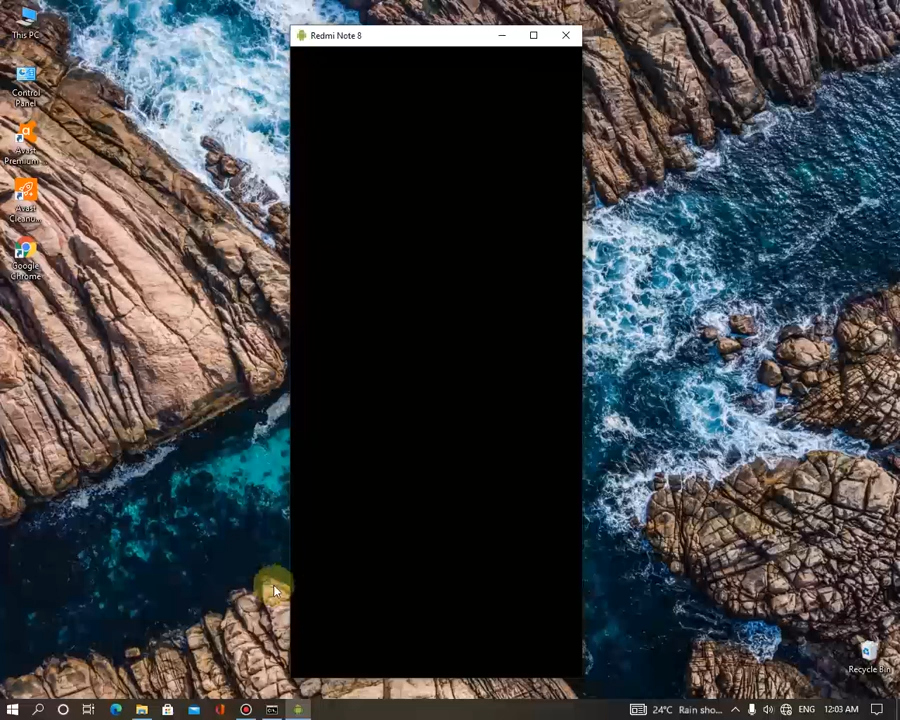 This PC
Redmi Note 8
Control
Panel
Avast
Premium ...
Avast
Cleanu...
Google
Chrome
Recycle Bin
24°C Rain sho...
ENG
12:03 AM